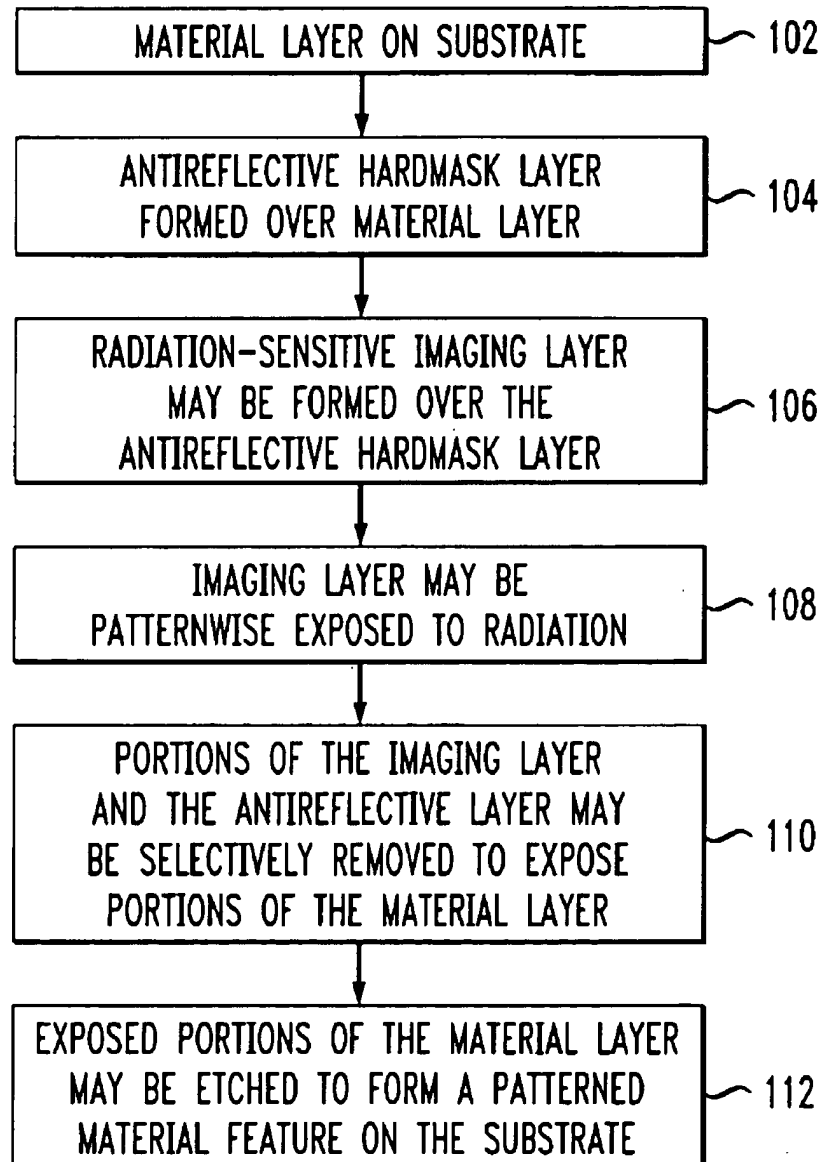 MATERIAL LAYER ON SUBSTRATE
102
ANTIREFLECTIVE HARDMASK LAYER
FORMED OVER MATERIAL LAYER
104
RADIATION-SENSITIVE IMAGING LAYER
MAY BE FORMED OVER THE
ANTIREFLECTIVE HARDMASK LAYER
106
IMAGING LAYER MAY BE
PATTERNWISE EXPOSED TO RADIATION
108
PORTIONS OF THE IMAGING LAYER
AND THE ANTIREFLECTIVE LAYER MAY
BE SELECTIVELY REMOVED TO EXPOSE
PORTIONS OF THE MATERIAL LAYER
110
EXPOSED PORTIONS OF THE MATERIAL LAYER
MAY BE ETCHED TO FORM A PATTERNED
MATERIAL FEATURE ON THE SUBSTRATE
112